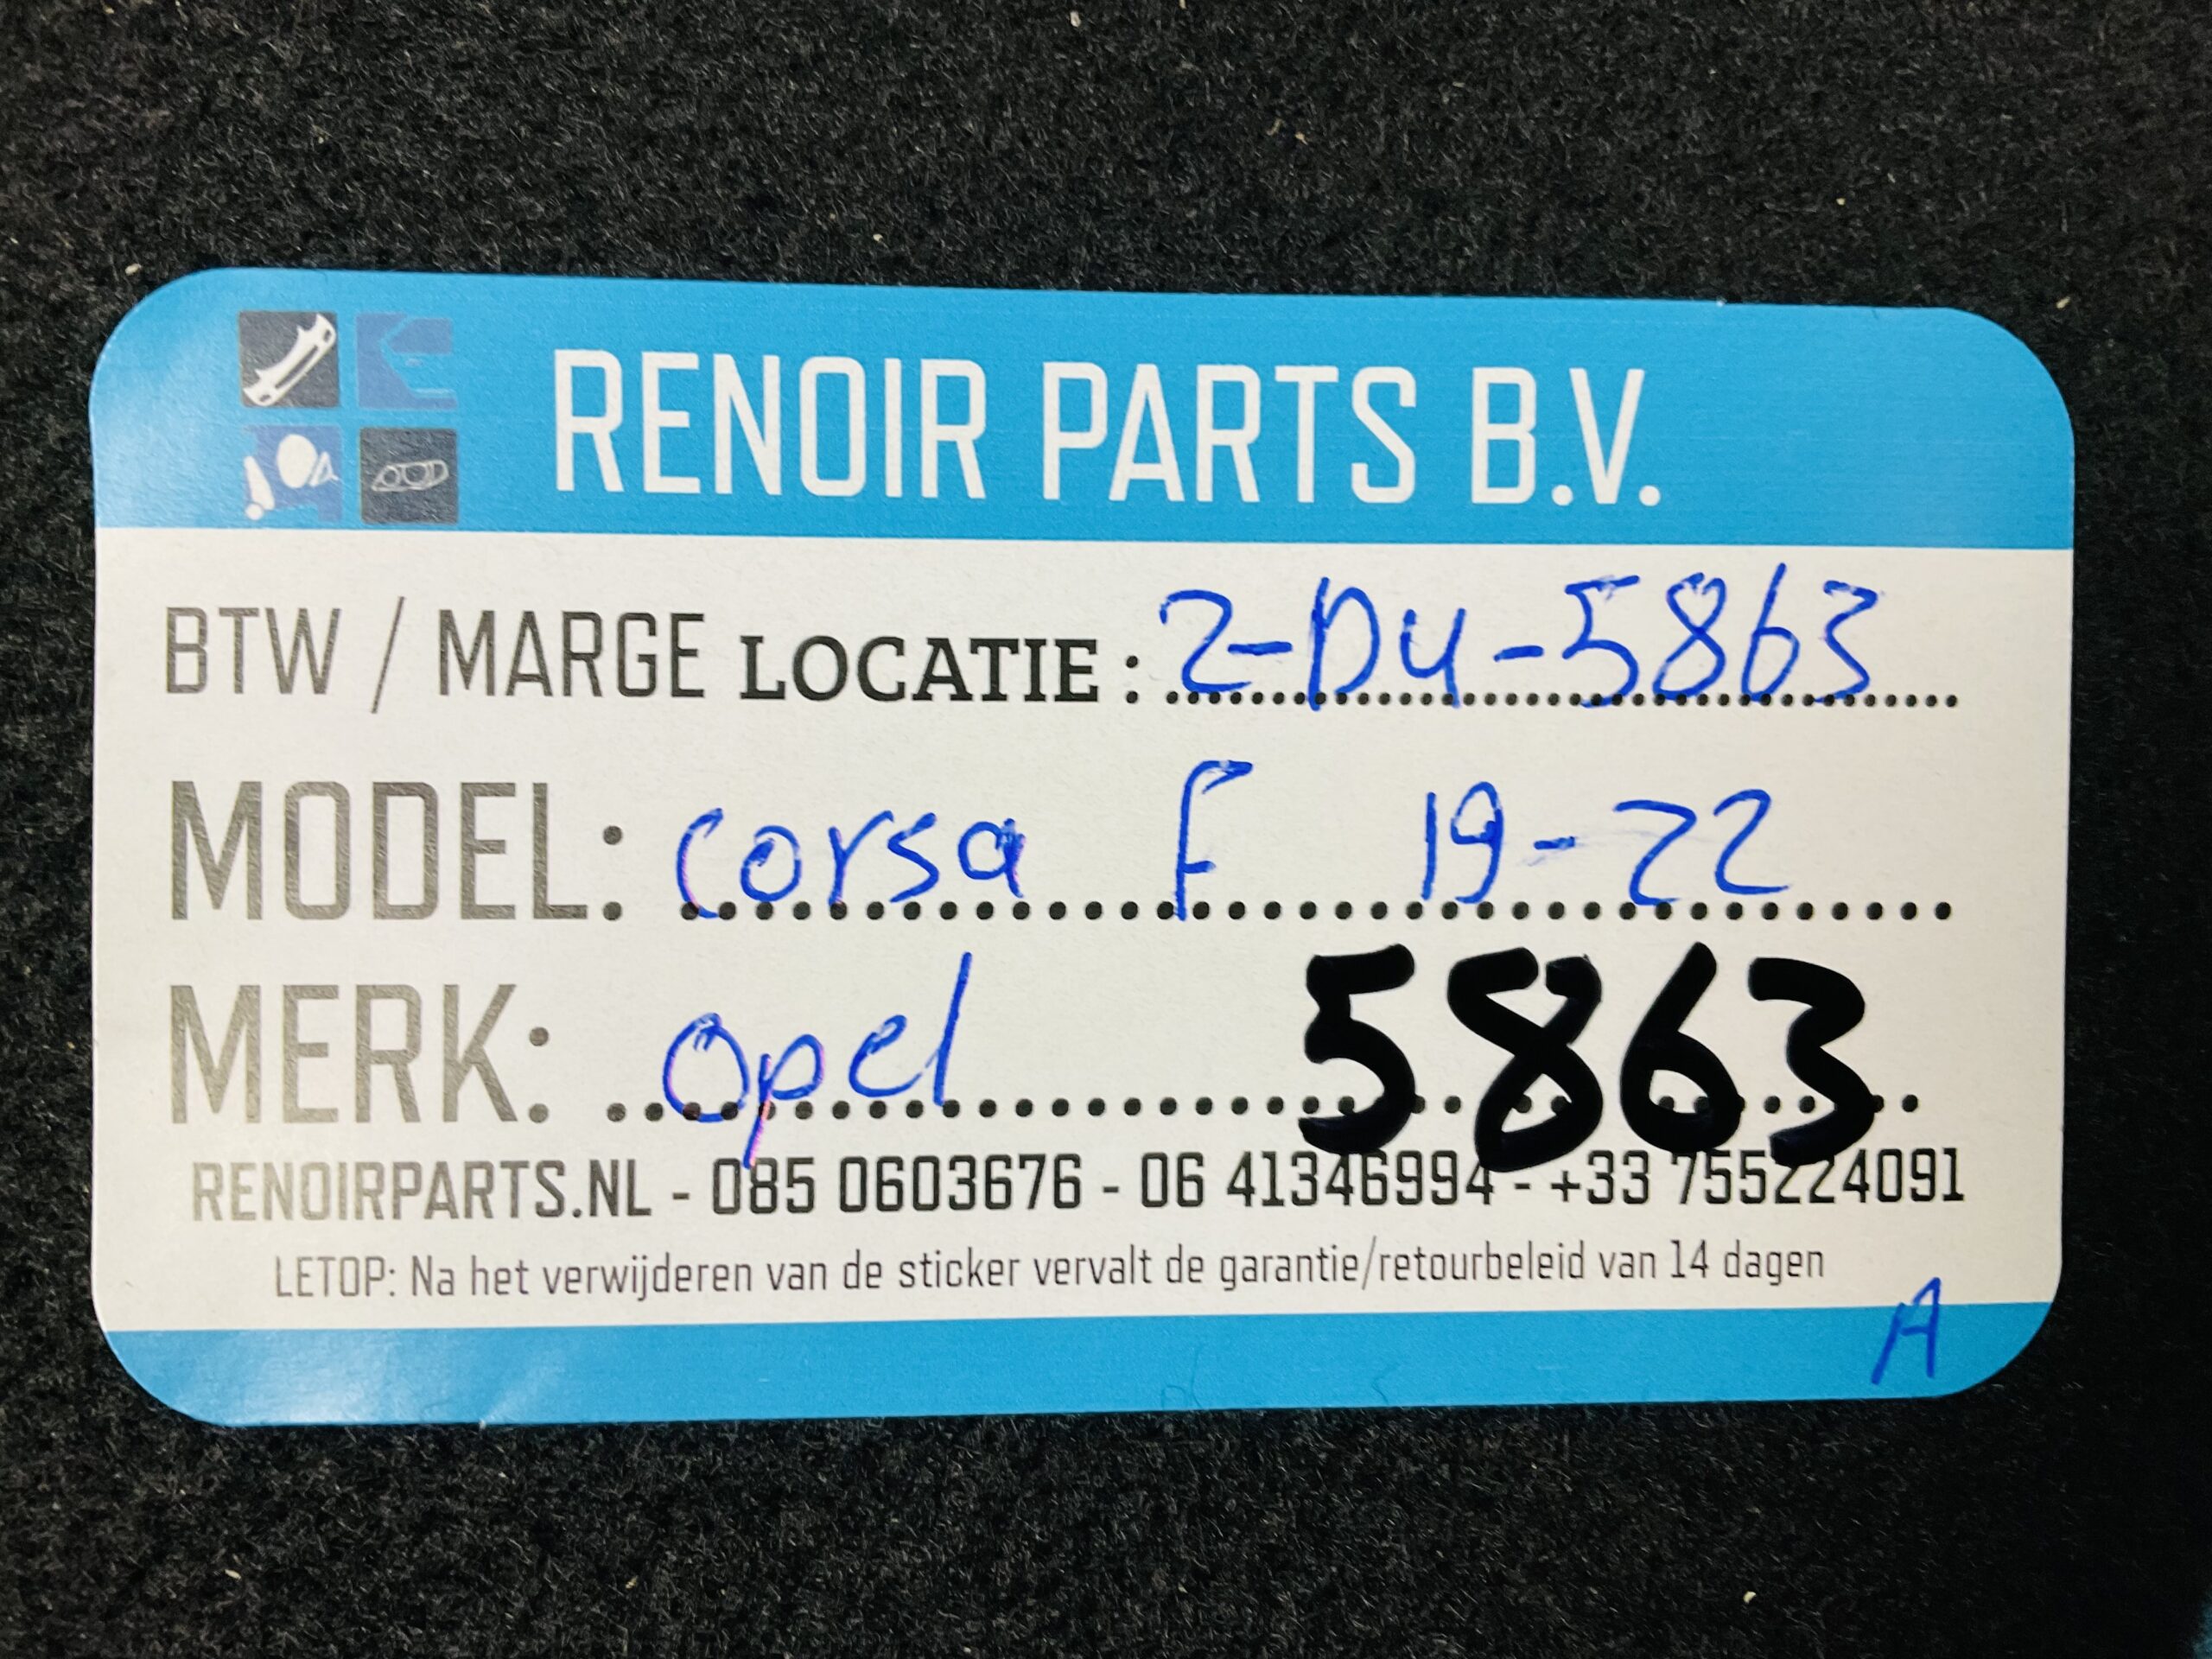 RENOIR PARTS B.V.
BTW / MARGE LOCATIE : 2-DU-5863
MODEL: corsa F 19-22
MERK: Opel 5863
RENOIRPARTS.NL - 085 0603676 - 06 41346994 - +33 755224091
LETOP: Na het verwijderen van de sticker vervalt de garantie/retourbeleid van 14 dagen
A